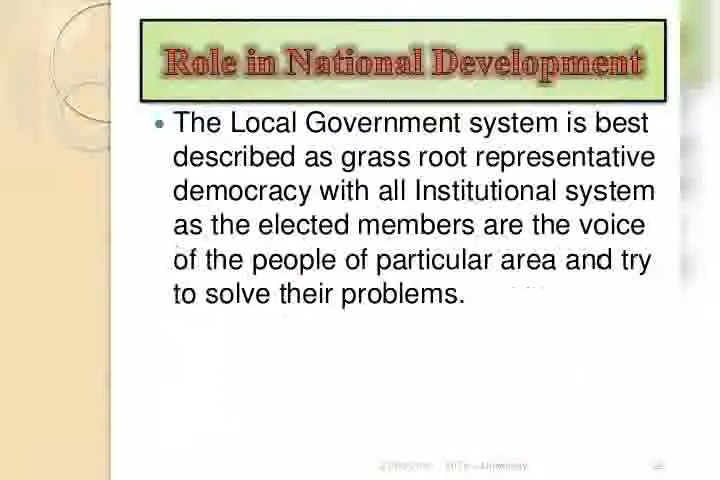 Role in National Development
• The Local Government system is best
described as grass root representative
democracy with all Institutional system
as the elected members are the voice
of the people of particular area and try
to solve their problems.